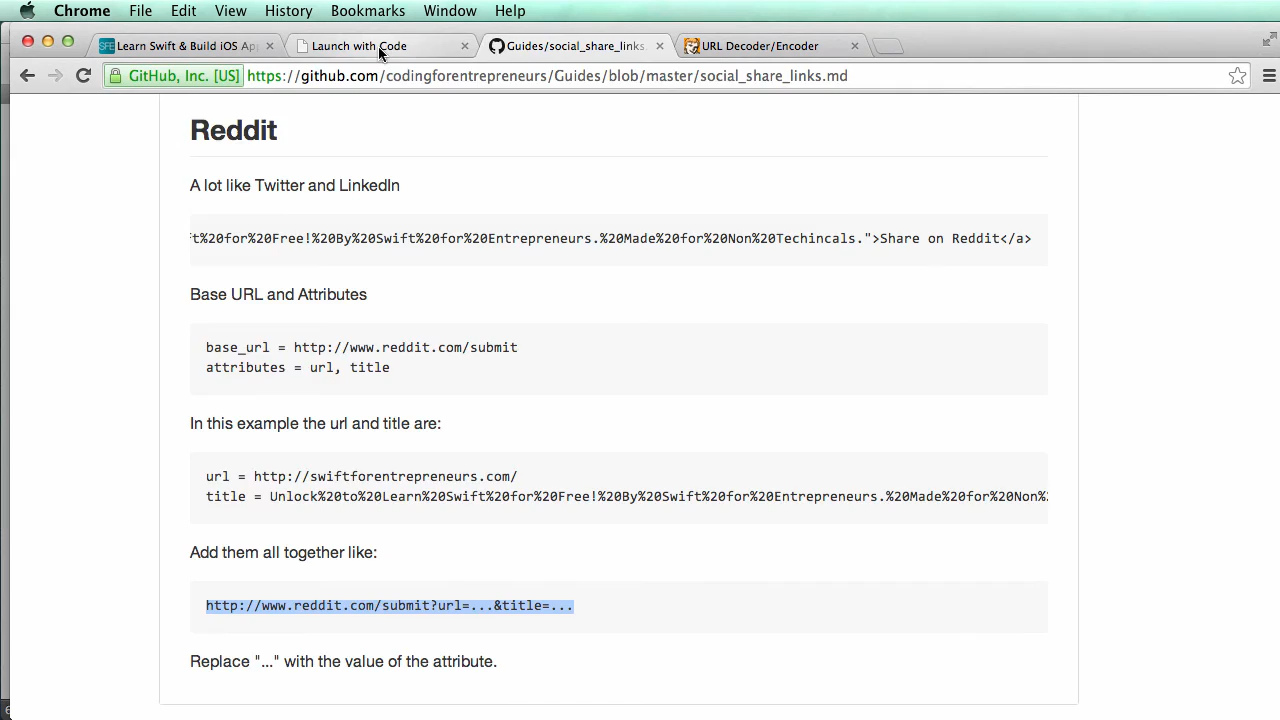 Chrome File Edit View History Bookmarks Window Help
Learn Swift & Build iOS Ap
Launch with Code
Guides/social_share_links.
URL Decoder/Encoder
GitHub, Inc. [US] https://github.com/codingforentrepreneurs/Guides/blob/master/social_share_links.md
Reddit
A lot like Twitter and LinkedIn
ft%20for%20Free!%20By%20Swift%20for%20Entrepreneurs.%20Made%20for%20Non%20Techincals.">Share on Reddit</a>
Base URL and Attributes
base_url = http://www.reddit.com/submit
attributes = url, title
In this example the url and title are:
url = http://swiftforentrepreneurs.com/
title = Unlock%20to%20Learn%20Swift%20for%20Free!%20By%20Swift%20for%20Entrepreneurs.%20Made%20for%20Non%
Add them all together like:
http://www.reddit.com/submit?url=...&title=...
Replace "..." with the value of the attribute.